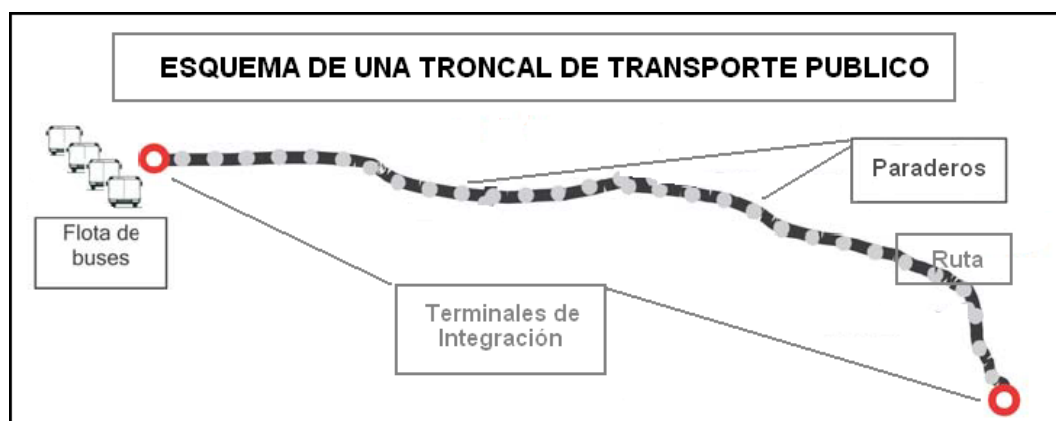 ESQUEMA DE UNA TRONCAL DE TRANSPORTE PUBLICO
Paraderos
Flota de
buses
Ruta
Terminales de
Integración